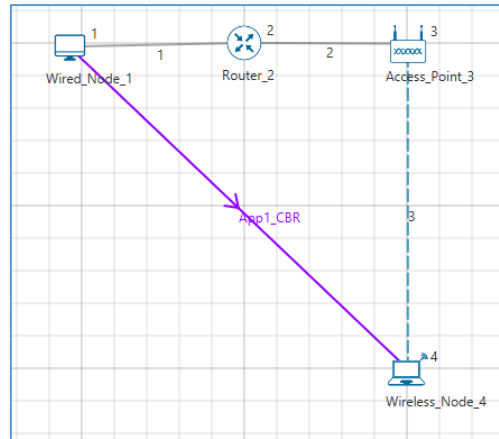 1
2
3
1
2
Wired_Node_1
Router_2
Access_Point_3
3
App1_CBR
4
Wireless_Node_4